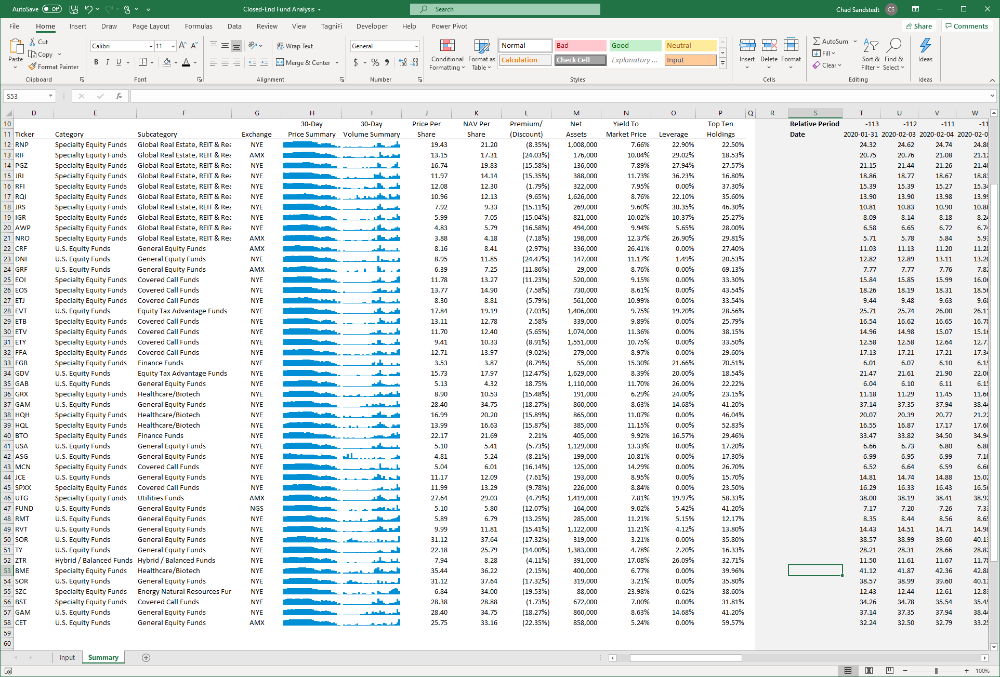 AutoSave Off Closed-End Fund Analysis Search Chad Sandstedt CS
File Home Insert Draw Page Layout Formulas Data Review View TagniFi Developer Help Power Pivot Share Comments
Cut
Copy
Format Painter
Paste
Clipboard
Calibri 11
B I U
Font
Wrap Text
Merge & Center
Alignment
General
$ % ,
Number
Conditional Formatting
Format as Table
Normal Bad Good Neutral
Calculation Check Cell Explanatory ... Input
Styles
Insert Delete Format
Cells
AutoSum
Fill
Clear
Sort & Filter
Find & Select
Editing
Ideas
Ideas
S53 fx
D E F G H I J K L M N O P Q R S T U V W
10 30-Day 30-Day Price Per NAV Per Premium/ Net Yield To Top Ten Relative Period -113 -112 -111 -11
11 Ticker Category Subcategory Exchange Price Summary Volume Summary Share Share (Discount) Assets Market Price Leverage Holdings Date 2020-01-31 2020-02-03 2020-02-04 2020-02-0
12 RNP Specialty Equity Funds Global Real Estate, REIT & Rea NYE 19.43 21.20 (8.35%) 1,008,000 7.66% 22.90% 22.50% 24.32 24.62 24.74 24.80
13 RIF Specialty Equity Funds Global Real Estate, REIT & Rea AMX 13.15 17.31 (24.03%) 176,000 10.04% 29.02% 18.53% 20.75 20.76 21.08 21.12
14 PGZ Specialty Equity Funds Global Real Estate, REIT & Rea NYE 16.74 19.83 (15.58%) 136,000 7.89% 27.94% 27.57% 21.15 21.44 21.26 21.40
15 JRI Specialty Equity Funds Global Real Estate, REIT & Rea NYE 11.97 14.14 (15.35%) 388,000 11.73% 36.23% 16.80% 18.86 18.77 18.67 18.83
16 RFI Specialty Equity Funds Global Real Estate, REIT & Rea NYE 12.08 12.30 (1.79%) 322,000 7.95% 0.00% 37.30% 15.39 15.39 15.27 15.34
17 RQI Specialty Equity Funds Global Real Estate, REIT & Rea NYE 10.96 12.13 (9.65%) 1,626,000 8.76% 22.10% 35.60% 13.90 13.90 13.98 13.99
18 JRS Specialty Equity Funds Global Real Estate, REIT & Rea NYE 7.92 9.33 (15.11%) 269,000 9.60% 30.35% 46.30% 10.81 10.83 10.90 10.88
19 IGR Specialty Equity Funds Global Real Estate, REIT & Rea NYE 5.99 7.05 (15.04%) 821,000 10.02% 10.37% 25.27% 8.09 8.14 8.18 8.24
20 AWP Specialty Equity Funds Global Real Estate, REIT & Rea NYE 4.83 5.79 (16.58%) 494,000 9.94% 5.65% 28.00% 6.58 6.65 6.72 6.74
21 NRO Specialty Equity Funds Global Real Estate, REIT & Rea AMX 3.88 4.18 (7.18%) 198,000 12.37% 26.90% 29.81% 5.71 5.78 5.84 5.93
22 CRF U.S. Equity Funds General Equity Funds AMX 8.16 8.41 (2.97%) 336,000 26.41% 0.00% 27.40% 11.03 11.13 11.20 11.28
23 DNI U.S. Equity Funds General Equity Funds NYE 8.95 11.85 (24.47%) 147,000 11.17% 1.49% 20.53% 12.82 12.89 13.11 13.20
24 GRF U.S. Equity Funds General Equity Funds AMX 6.39 7.25 (11.86%) 29,000 8.76% 0.00% 69.13% 7.77 7.77 7.76 7.82
25 EOI Specialty Equity Funds Covered Call Funds NYE 11.78 13.27 (11.23%) 520,000 9.15% 0.00% 33.30% 15.84 15.85 15.99 16.06
26 EOS Specialty Equity Funds Covered Call Funds NYE 13.77 14.90 (7.58%) 730,000 8.61% 0.00% 43.54% 18.26 18.19 18.31 18.56
27 ETJ Specialty Equity Funds Covered Call Funds NYE 8.30 8.81 (5.79%) 561,000 10.99% 0.00% 33.54% 9.44 9.48 9.63 9.68
28 EVT U.S. Equity Funds Equity Tax Advantage Funds NYE 17.84 19.19 (7.03%) 1,406,000 9.75% 19.20% 28.56% 25.71 25.74 26.00 26.11
29 ETB Specialty Equity Funds Covered Call Funds NYE 13.11 12.78 2.58% 339,000 9.89% 0.00% 25.79% 16.54 16.62 16.65 16.78
30 ETV Specialty Equity Funds Covered Call Funds NYE 11.70 12.40 (5.65%) 1,074,000 11.36% 0.00% 38.15% 14.96 14.98 15.07 15.16
31 ETY Specialty Equity Funds Covered Call Funds NYE 9.41 10.33 (8.91%) 1,551,000 10.75% 0.00% 33.50% 12.58 12.58 12.64 12.77
32 FFA Specialty Equity Funds Covered Call Funds NYE 12.71 13.97 (9.02%) 279,000 8.97% 0.00% 29.60% 17.13 17.21 17.21 17.34
33 FGB Specialty Equity Funds Finance Funds NYE 3.53 3.87 (8.79%) 55,000 15.30% 21.66% 70.51% 6.01 6.07 6.10 6.15
34 GDV U.S. Equity Funds Equity Tax Advantage Funds NYE 15.73 17.97 (12.47%) 1,629,000 8.39% 20.00% 18.54% 21.47 21.61 21.90 22.06
35 GAB U.S. Equity Funds General Equity Funds NYE 5.13 4.32 18.75% 1,110,000 11.70% 26.00% 22.22% 6.04 6.10 6.11 6.15
36 GRX Specialty Equity Funds Healthcare/Biotech NYE 8.90 10.53 (15.48%) 191,000 6.29% 24.00% 23.15% 11.18 11.29 11.45 11.66
37 GAM U.S. Equity Funds General Equity Funds NYE 28.40 34.75 (18.27%) 860,000 8.63% 14.68% 41.20% 37.14 37.35 37.94 38.44
38 HQH Specialty Equity Funds Healthcare/Biotech NYE 16.99 20.20 (15.89%) 865,000 11.07% 0.00% 46.04% 20.07 20.39 20.77 21.22
39 HQL Specialty Equity Funds Healthcare/Biotech NYE 13.99 16.63 (15.87%) 385,000 11.15% 0.00% 52.83% 16.55 16.87 17.17 17.60
40 BTO Specialty Equity Funds Finance Funds NYE 22.17 21.69 2.21% 405,000 9.92% 16.57% 29.46% 33.47 33.82 34.50 34.94
41 USA U.S. Equity Funds General Equity Funds NYE 5.10 5.41 (5.73%) 1,129,000 13.33% 0.00% 17.20% 6.66 6.73 6.80 6.88
42 ASG U.S. Equity Funds General Equity Funds NYE 4.81 5.24 (8.21%) 199,000 10.81% 0.00% 17.30% 6.99 6.95 6.99 7.10
43 MCN Specialty Equity Funds Covered Call Funds NYE 5.04 6.01 (16.14%) 125,000 14.29% 0.00% 26.70% 6.52 6.64 6.59 6.66
44 JCE U.S. Equity Funds General Equity Funds NYE 11.17 12.09 (7.61%) 193,000 8.95% 0.00% 15.70% 14.81 14.74 14.88 15.02
45 SPXX Specialty Equity Funds Covered Call Funds NYE 11.99 13.29 (9.78%) 226,000 8.84% 0.00% 23.50% 16.29 16.33 16.43 16.56
46 UTG Specialty Equity Funds Utilities Funds AMX 27.64 29.03 (4.79%) 1,419,000 7.81% 19.97% 58.33% 38.00 38.19 38.41 38.92
47 FUND U.S. Equity Funds General Equity Funds NGS 5.10 5.80 (12.07%) 164,000 9.02% 5.42% 41.20% 7.17 7.20 7.26 7.33
48 RMT U.S. Equity Funds General Equity Funds NYE 5.89 6.79 (13.25%) 285,000 11.21% 5.15% 12.17% 8.35 8.44 8.56 8.65
49 RVT U.S. Equity Funds General Equity Funds NYE 9.99 11.81 (15.41%) 1,122,000 11.21% 4.12% 13.80% 14.43 14.51 14.71 14.98
50 SOR U.S. Equity Funds General Equity Funds NYE 31.12 37.64 (17.32%) 319,000 3.21% 0.00% 35.80% 38.57 38.99 39.60 40.13
51 TY U.S. Equity Funds General Equity Funds NYE 22.18 25.79 (14.00%) 1,383,000 4.78% 2.20% 16.33% 28.21 28.31 28.66 28.82
52 ZTR Hybrid / Balanced Funds Hybrid / Balanced Funds NYE 7.94 8.28 (4.11%) 391,000 17.08% 26.09% 32.71% 11.50 11.61 11.67 11.78
53 BME Specialty Equity Funds Healthcare/Biotech NYE 35.44 36.22 (2.15%) 400,000 6.77% 0.00% 39.96% 41.12 41.87 42.36 42.88
54 SOR U.S. Equity Funds General Equity Funds NYE 31.12 37.64 (17.32%) 319,000 3.21% 0.00% 35.80% 38.57 38.99 39.60 40.13
55 SZC Specialty Equity Funds Energy Natural Resources Fur NYE 6.84 34.00 (19.53%) 88,000 23.98% 0.62% 38.60% 12.43 12.44 12.61 12.83
56 BST Specialty Equity Funds Covered Call Funds NYE 28.38 28.88 (1.73%) 672,000 7.00% 0.00% 31.81% 34.26 34.78 35.54 35.45
57 GAM U.S. Equity Funds General Equity Funds NYE 28.40 34.75 (18.27%) 860,000 8.63% 14.68% 41.20% 37.14 37.35 37.94 38.44
58 CET U.S. Equity Funds General Equity Funds AMX 25.75 33.16 (22.35%) 858,000 5.24% 0.00% 59.57% 32.24 32.50 32.79 33.25
59
60
Input Summary
100%